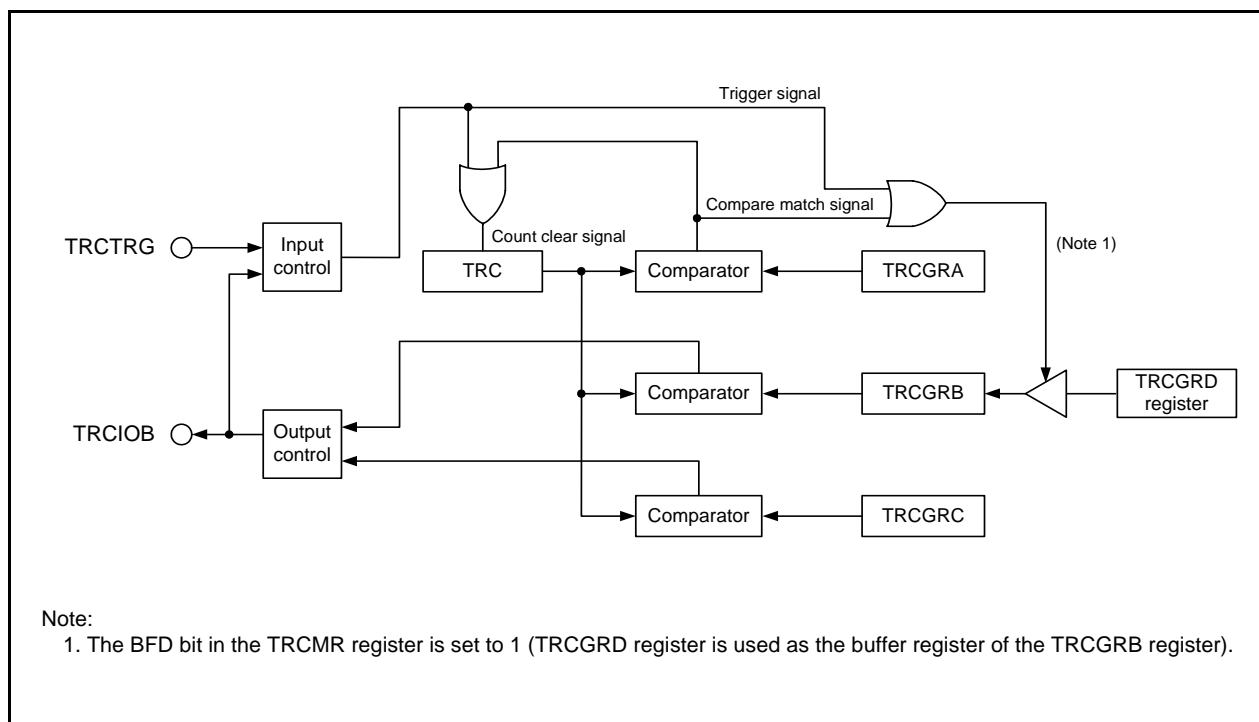 Trigger signal
Compare match signal
(Note 1)
TRCTRG
Input
control
Count clear signal
TRC
Comparator
TRCGRA
Comparator
TRCGRB
TRCGRD
register
TRCIOB
Output
control
Comparator
TRCGRC
Note:
1. The BFD bit in the TRCMR register is set to 1 (TRCGRD register is used as the buffer register of the TRCGRB register).